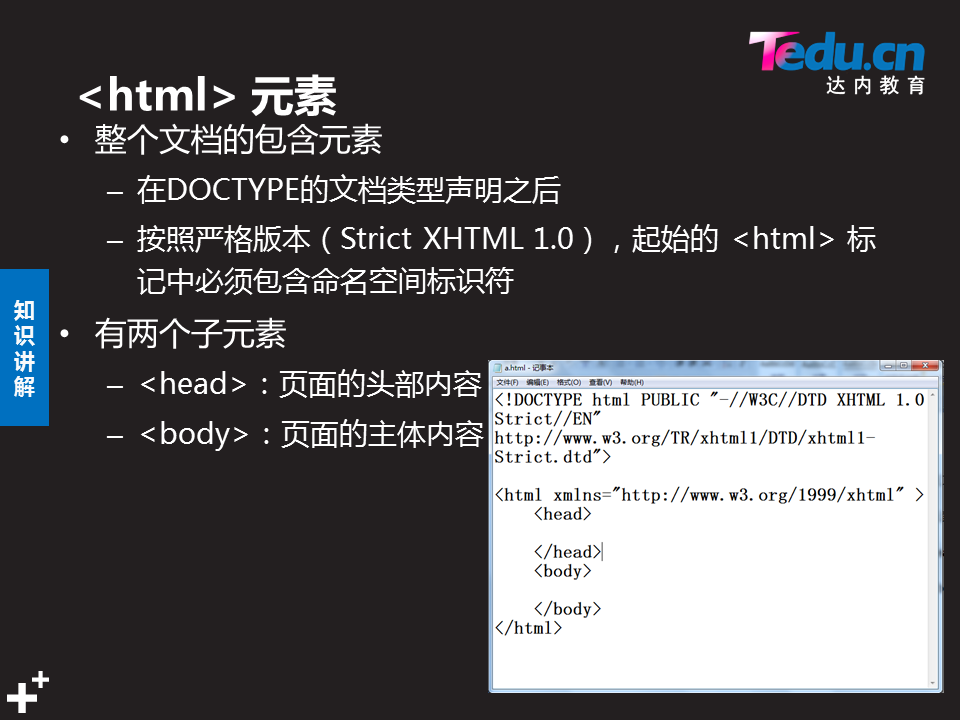 Tedu.cn
达内教育
<html> 元素
• 整个文档的包含元素
– 在DOCTYPE的文档类型声明之后
– 按照严格版本（Strict XHTML 1.0），起始的 <html> 标
记中必须包含命名空间标识符
知识讲解
• 有两个子元素
– <head>：页面的头部内容
– <body>：页面的主体内容
a.html - 记事本
文件(F) 编辑(E) 格式(O) 查看(V) 帮助(H)
<!DOCTYPE html PUBLIC "-//W3C//DTD XHTML 1.0
Strict//EN"
http://www.w3.org/TR/xhtml1/DTD/xhtml1-
Strict.dtd">
<html xmlns="http://www.w3.org/1999/xhtml" >
<head>
</head>
<body>
</body>
</html>